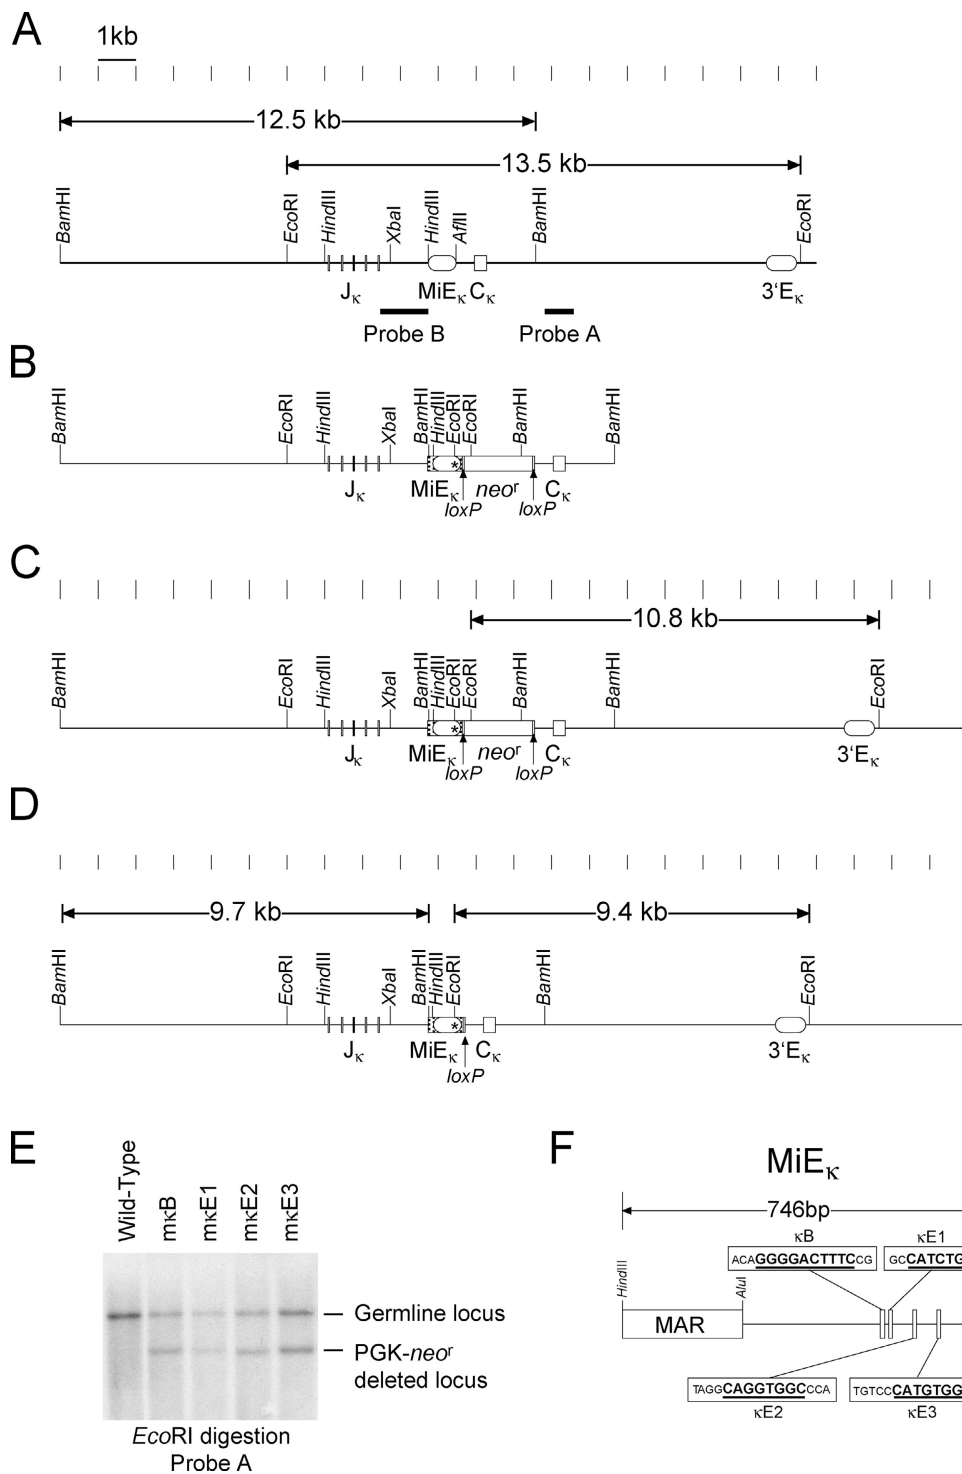 A
1kb
12.5 kb
13.5 kb
BamHI
EcoRI
HindIII
XbaI
HindIII
AflII
BamHI
EcoRI
Jκ
MiEκ
Cκ
3'Eκ
Probe B
Probe A
B
BamHI
EcoRI
HindIII
XbaI
BamHI
HindIII
EcoRI
EcoRI
BamHI
BamHI
*
Jκ
MiEκ
neoʳ
Cκ
loxP
loxP
C
10.8 kb
BamHI
EcoRI
HindIII
XbaI
BamHI
HindIII
EcoRI
EcoRI
BamHI
BamHI
EcoRI
*
Jκ
MiEκ
neoʳ
Cκ
3'Eκ
loxP
loxP
D
9.7 kb
9.4 kb
BamHI
EcoRI
HindIII
XbaI
BamHI
HindIII
EcoRI
BamHI
EcoRI
*
Jκ
MiEκ
Cκ
3'Eκ
loxP
E
Wild-Type
mκB
mκE1
mκE2
mκE3
Germline locus
PGK-neoʳ
deleted locus
EcoRI digestion
Probe A
F
MiEκ
746bp
κB
κE1
ACAGGGGACTTTCCG
GCCATCTG
HindIII
AluI
MAR
TAGGCAGGTGGCCCA
TGTCCCATGTGG
κE2
κE3